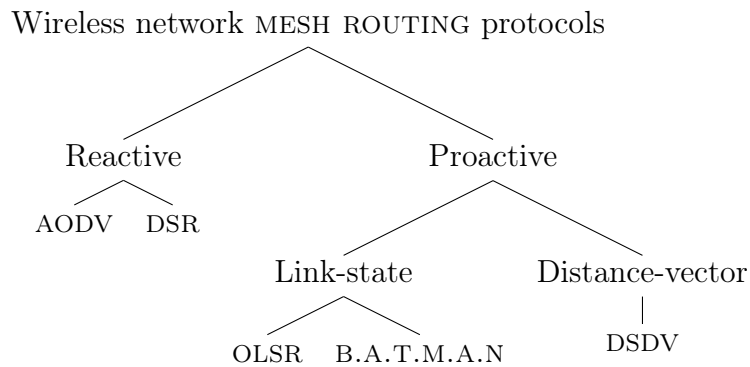 Wireless network MESH ROUTING protocols
Reactive Proactive
AODV DSR
Link-state Distance-vector
OLSR B.A.T.M.A.N DSDV